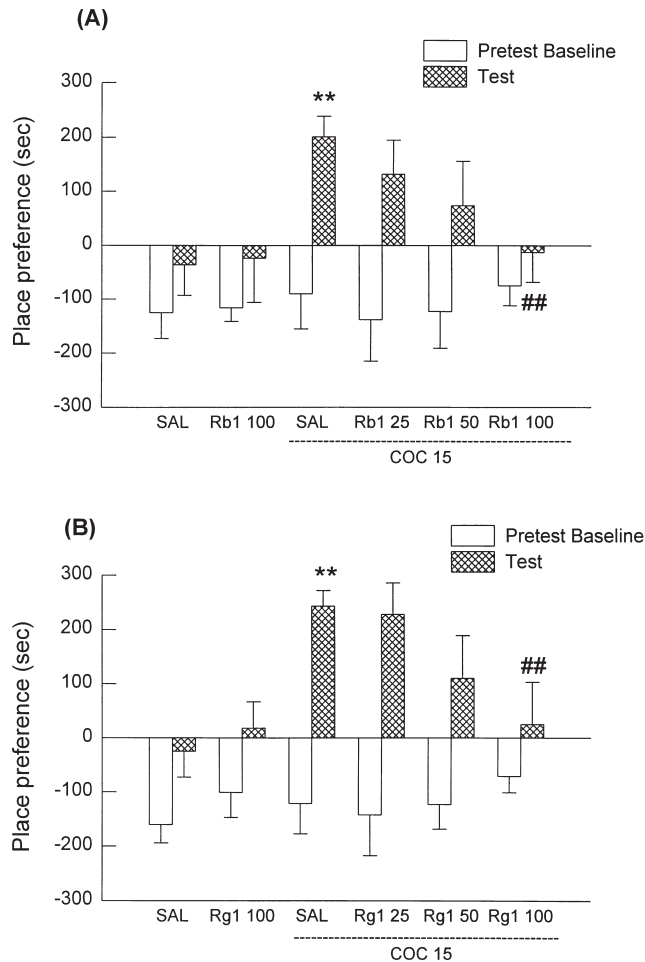 (A)
Pretest Baseline
Test
Place preference (sec)
300
200
100
0
-100
-200
-300
**
##
SAL Rb1 100 SAL Rb1 25 Rb1 50 Rb1 100
COC 15
(B)
Pretest Baseline
Test
Place preference (sec)
300
200
100
0
-100
-200
-300
**
##
SAL Rg1 100 SAL Rg1 25 Rg1 50 Rg1 100
COC 15